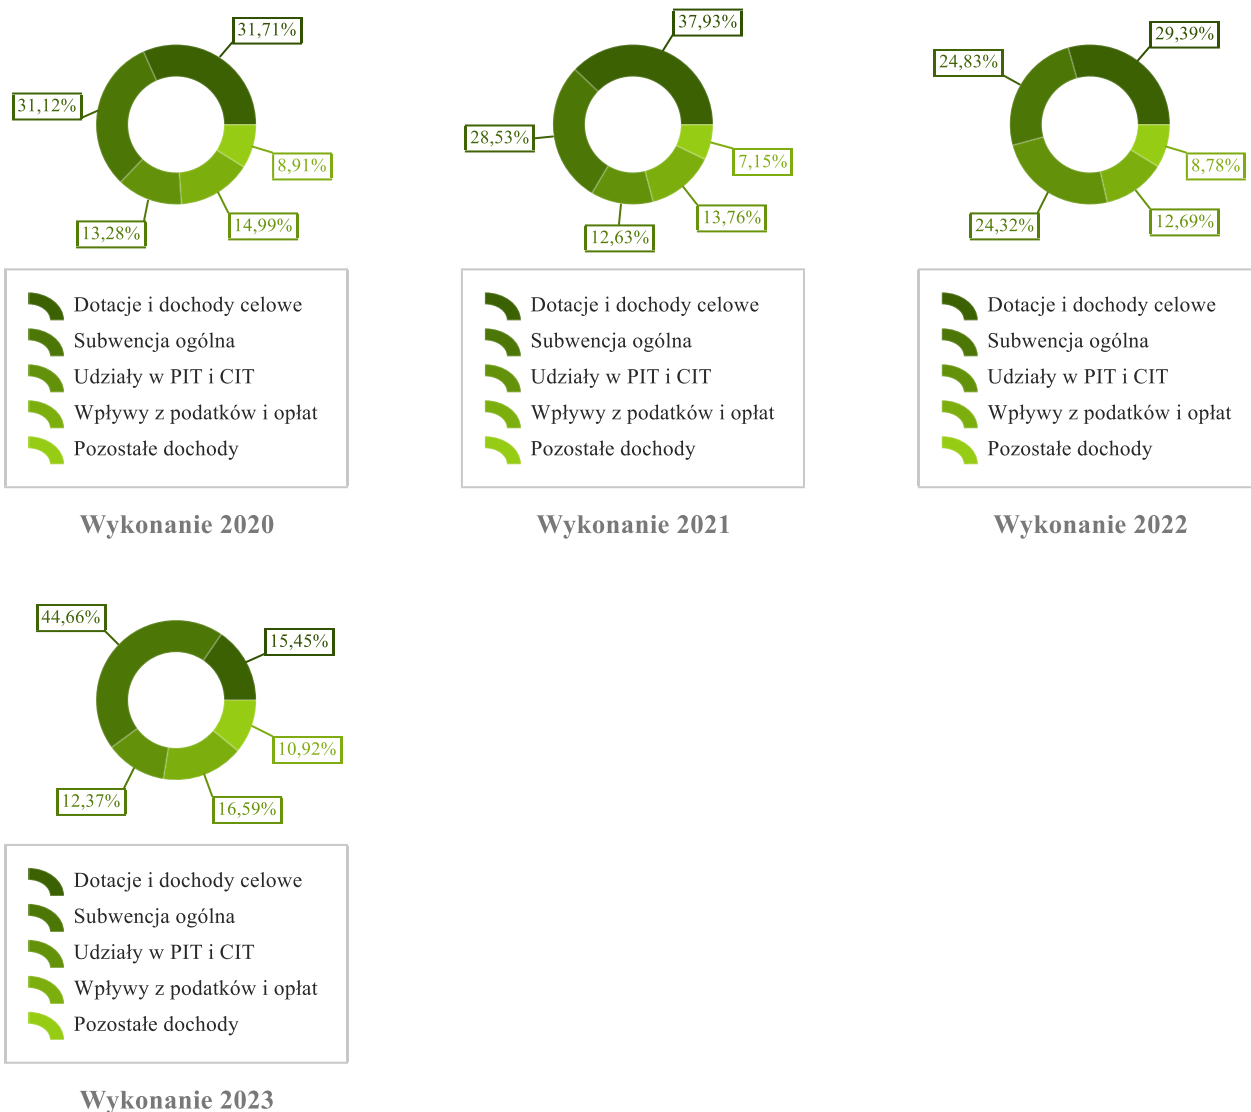 31,71%
31,12%
8,91%
14,99%
13,28%
Dotacje i dochody celowe
Subwencja ogólna
Udziały w PIT i CIT
Wpływy z podatków i opłat
Pozostałe dochody
Wykonanie 2020
37,93%
28,53%
7,15%
13,76%
12,63%
Dotacje i dochody celowe
Subwencja ogólna
Udziały w PIT i CIT
Wpływy z podatków i opłat
Pozostałe dochody
Wykonanie 2021
29,39%
24,83%
8,78%
12,69%
24,32%
Dotacje i dochody celowe
Subwencja ogólna
Udziały w PIT i CIT
Wpływy z podatków i opłat
Pozostałe dochody
Wykonanie 2022
44,66%
15,45%
10,92%
12,37%
16,59%
Dotacje i dochody celowe
Subwencja ogólna
Udziały w PIT i CIT
Wpływy z podatków i opłat
Pozostałe dochody
Wykonanie 2023